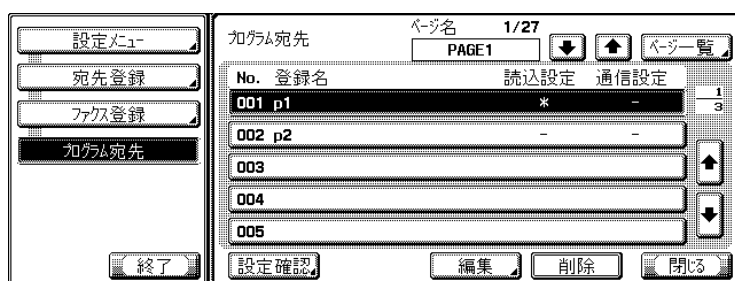 設定ﾒﾆｭｰ
宛先登録
ﾌｧｸｽ登録
ﾌﾟﾛｸﾞﾗﾑ宛先
終了
ﾌﾟﾛｸﾞﾗﾑ宛先
ﾍﾟｰｼﾞ名 1/27
PAGE1
ﾍﾟｰｼﾞ一覧
No. 登録名 読込設定 通信設定
001 p1 * -
002 p2 - -
003
004
005
1/3
設定確認 編集 削除 閉じる